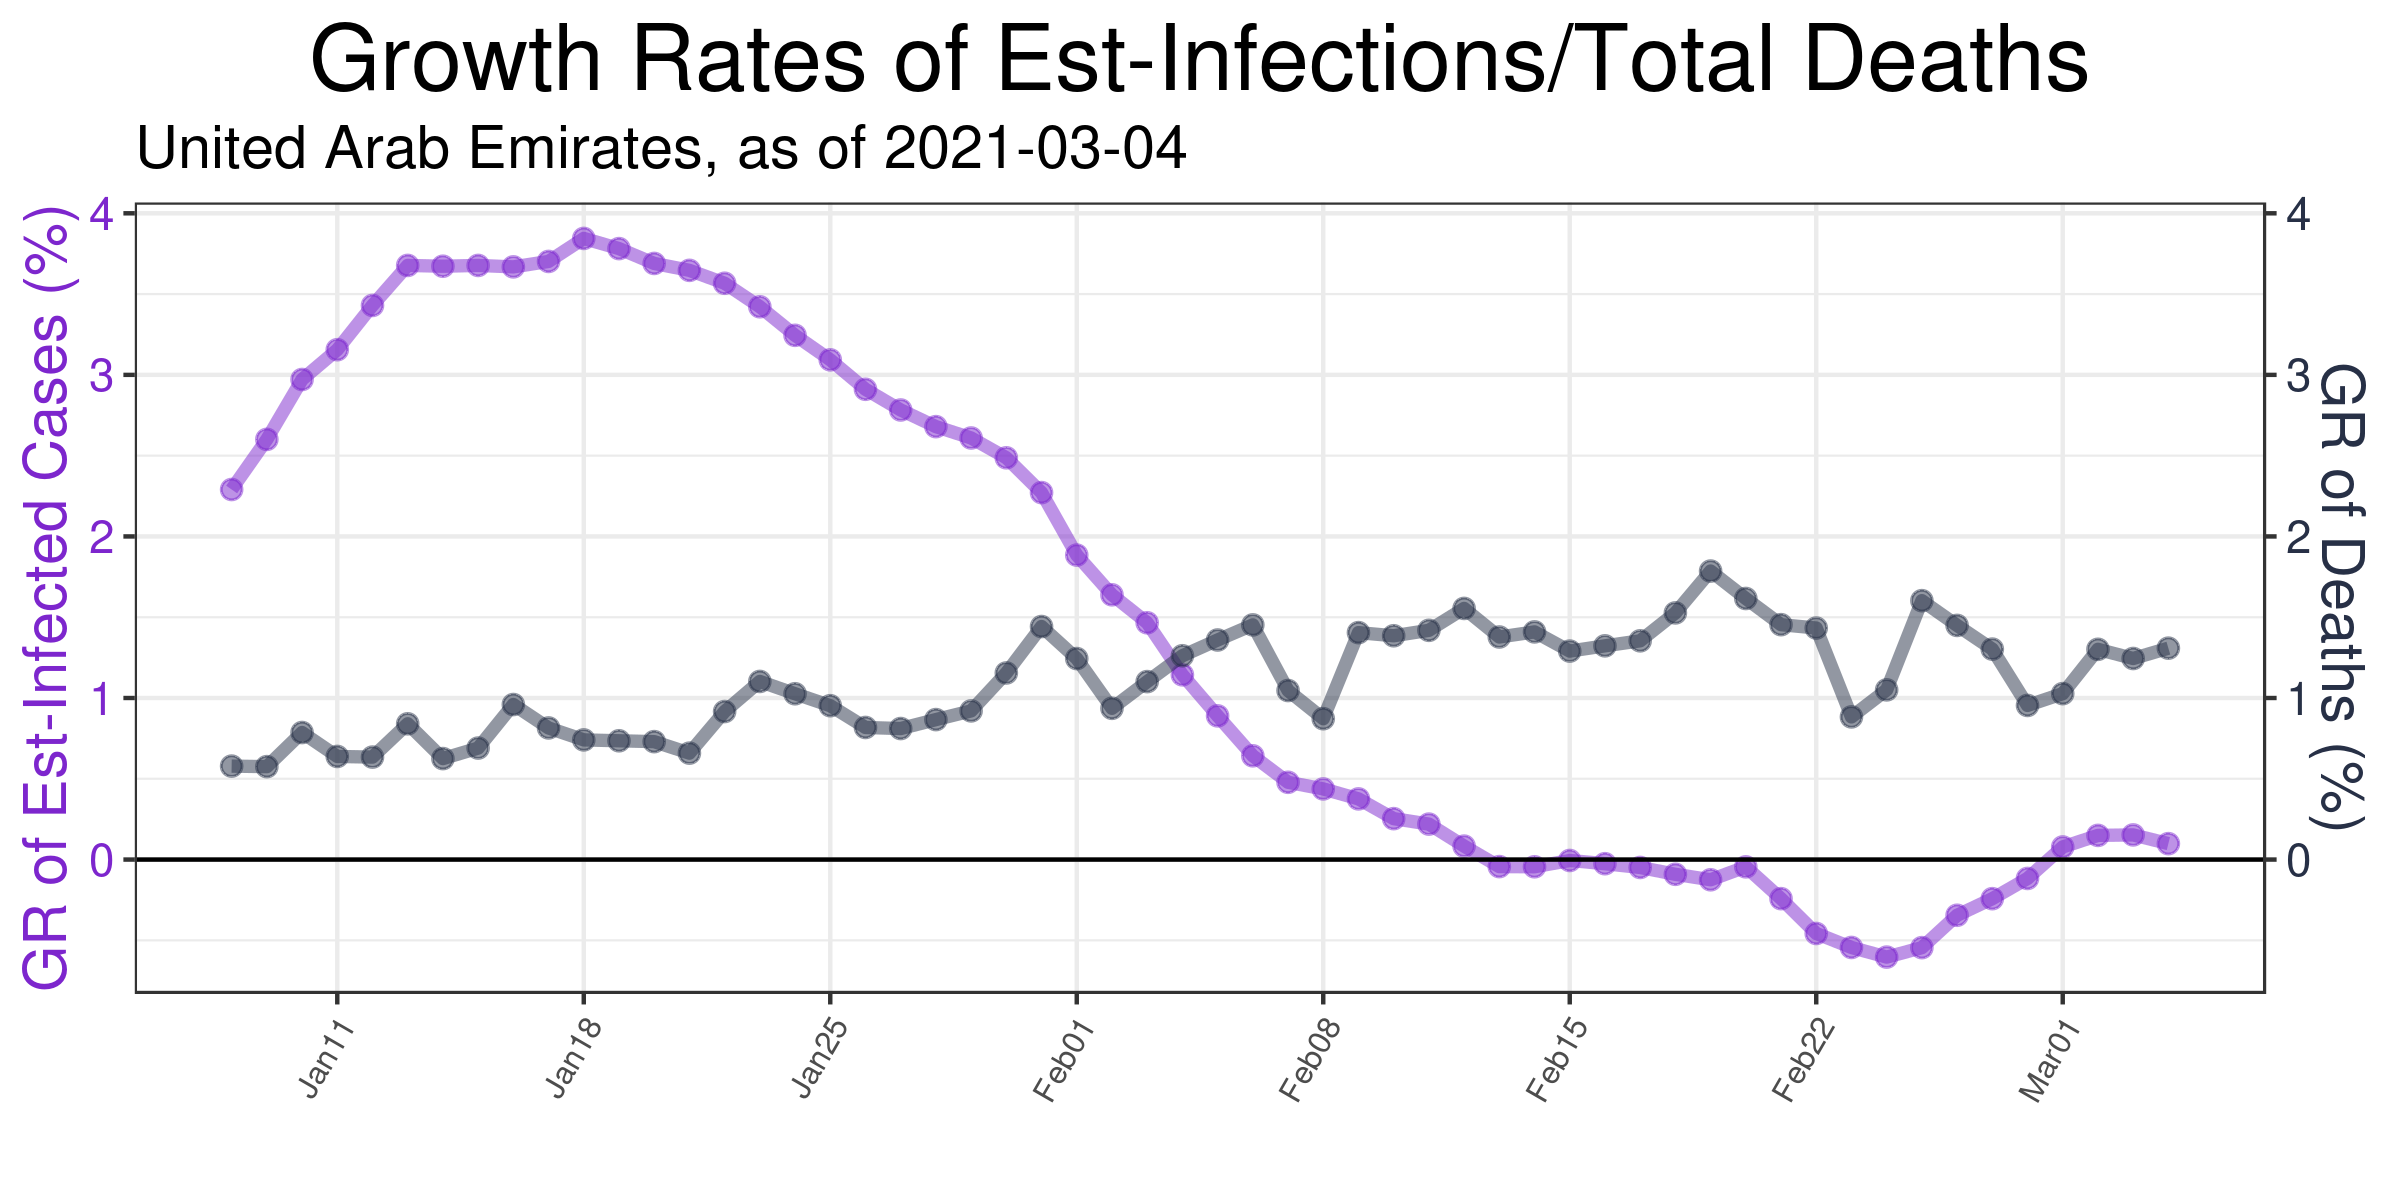 Growth Rates of Est-Infections/Total Deaths
United Arab Emirates, as of 2021-03-04
GR of Est-Infected Cases (%)
4
3
2
1
0
4
3
2
1
0
GR of Deaths (%)
Jan11
Jan18
Jan25
Feb01
Feb08
Feb15
Feb22
Mar01